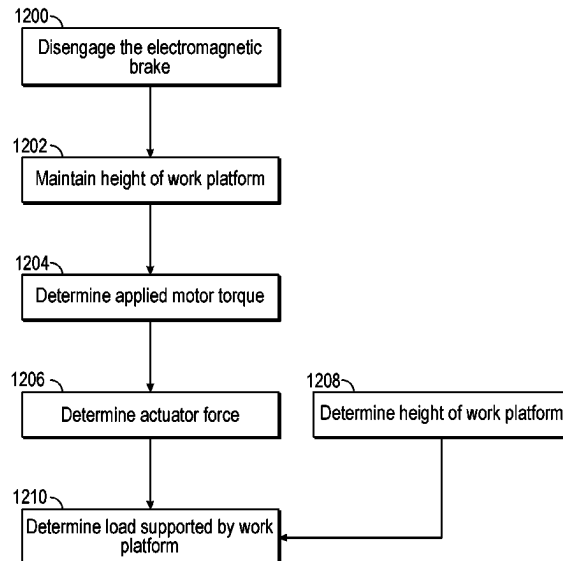 1200
Disengage the electromagnetic
brake
1202
Maintain height of work platform
1204
Determine applied motor torque
1206
Determine actuator force
1208
Determine height of work platform
1210
Determine load supported by work
platform